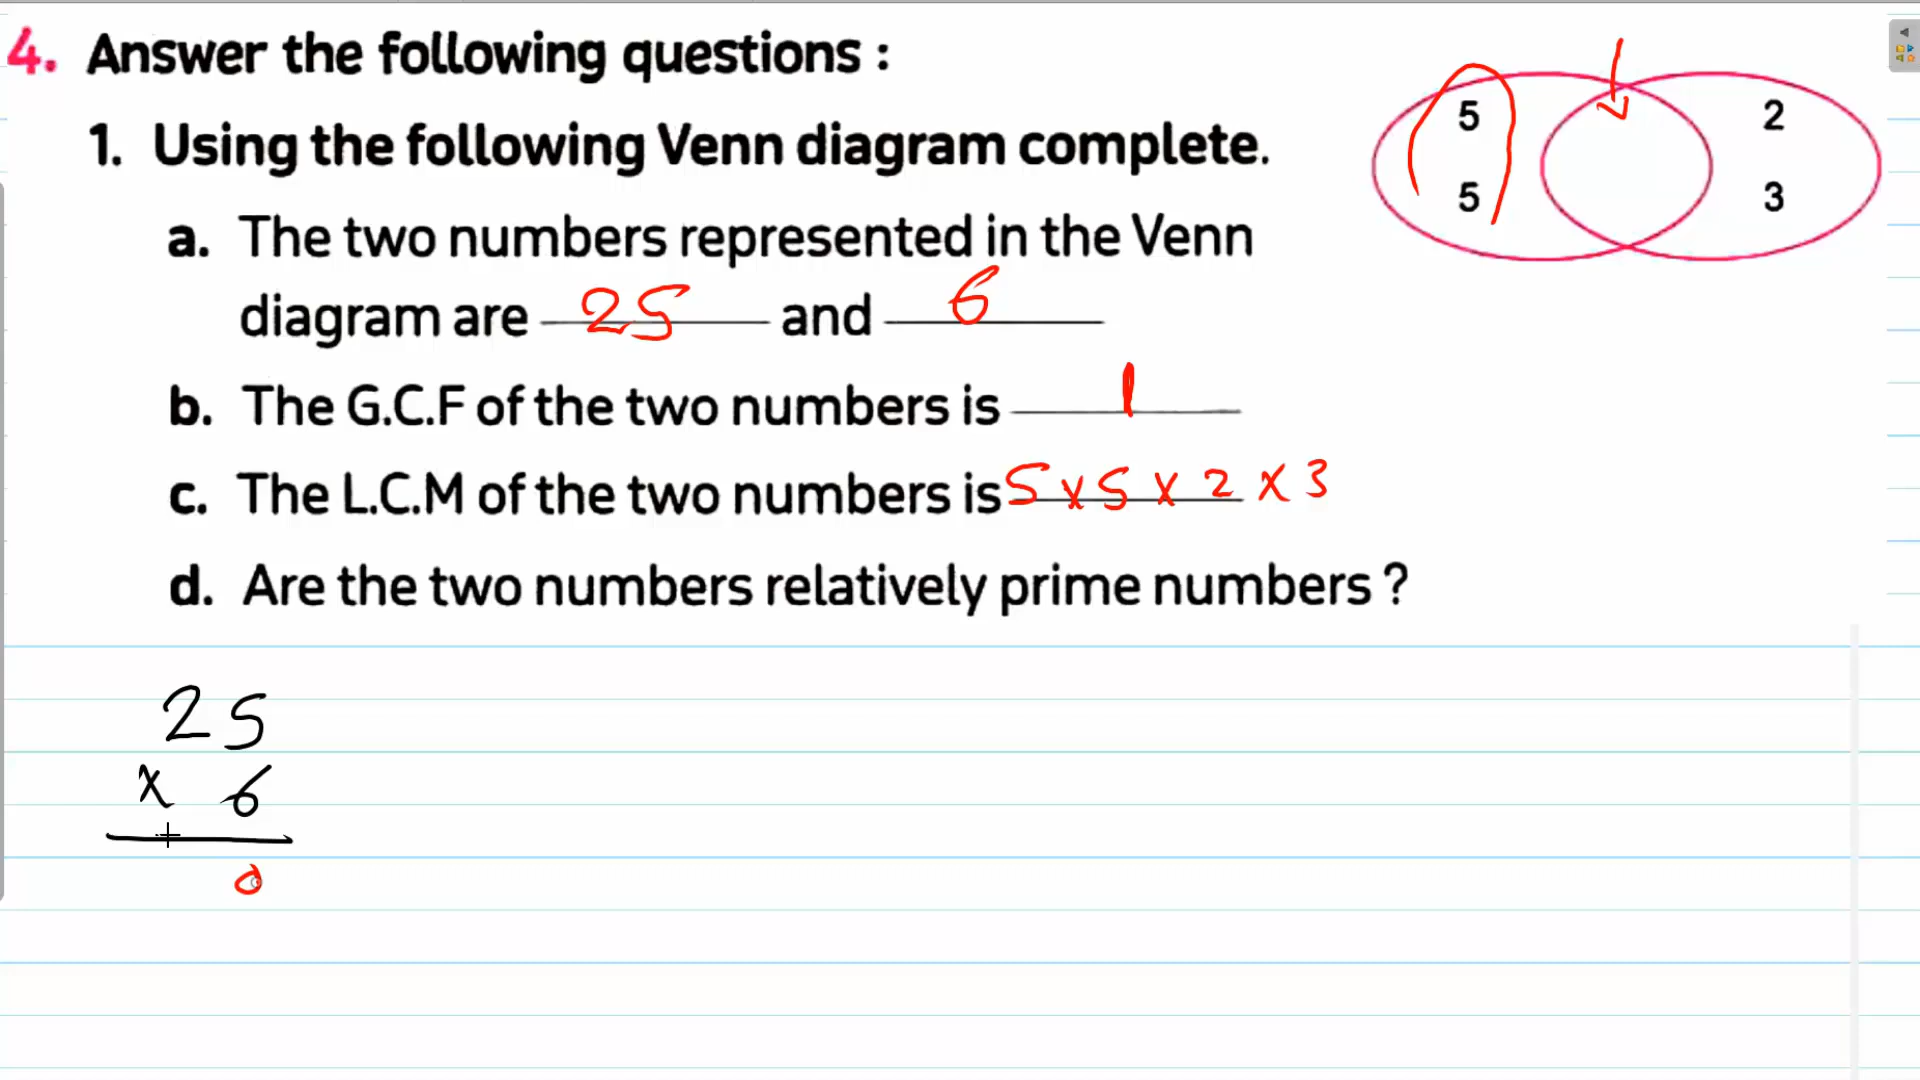 4. Answer the following questions :
1. Using the following Venn diagram complete.
5 2
5 3
a. The two numbers represented in the Venn
diagram are 25 and 6
b. The G.C.F of the two numbers is 1
c. The L.C.M of the two numbers is 5 x 5 x 2 x 3
d. Are the two numbers relatively prime numbers ?
25
x 6
0